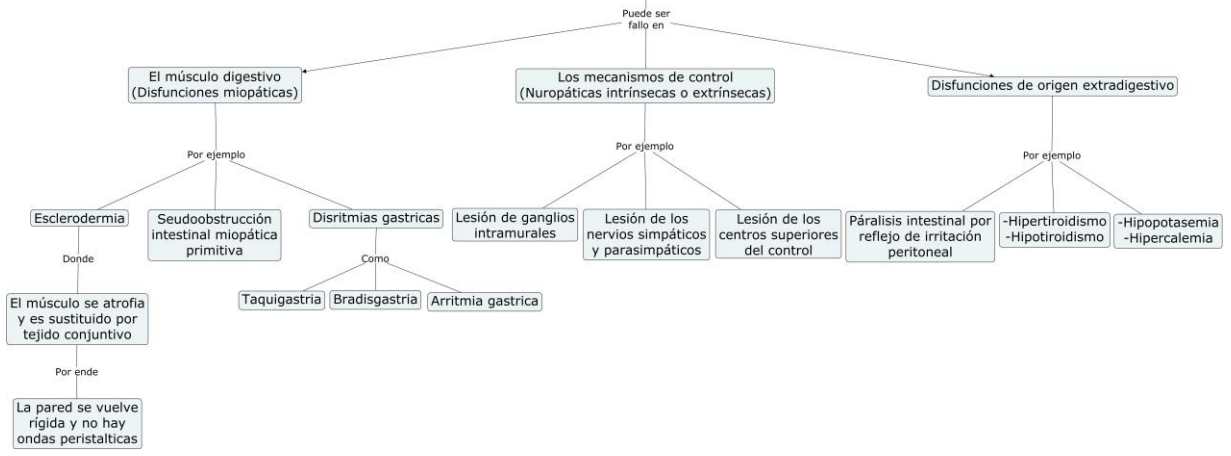 Puede ser
fallo en
El músculo digestivo
(Disfunciones miopáticas)
Los mecanismos de control
(Nuropáticas intrínsecas o extrínsecas)
Disfunciones de origen extradigestivo
Por ejemplo
Por ejemplo
Por ejemplo
Esclerodermia
Seudoobstrucción
intestinal miopática
primitiva
Disritmias gastricas
Lesión de ganglios
intramurales
Lesión de los
nervios simpáticos
y parasimpáticos
Lesión de los
centros superiores
del control
Páralisis intestinal por
reflejo de irritación
peritoneal
-Hipertiroidismo
-Hipotiroidismo
-Hipopotasemia
-Hipercalemia
Donde
Como
El músculo se atrofia
y es sustituido por
tejido conjuntivo
Taquigastria
Bradisgastria
Arritmia gastrica
Por ende
La pared se vuelve
rígida y no hay
ondas peristalticas